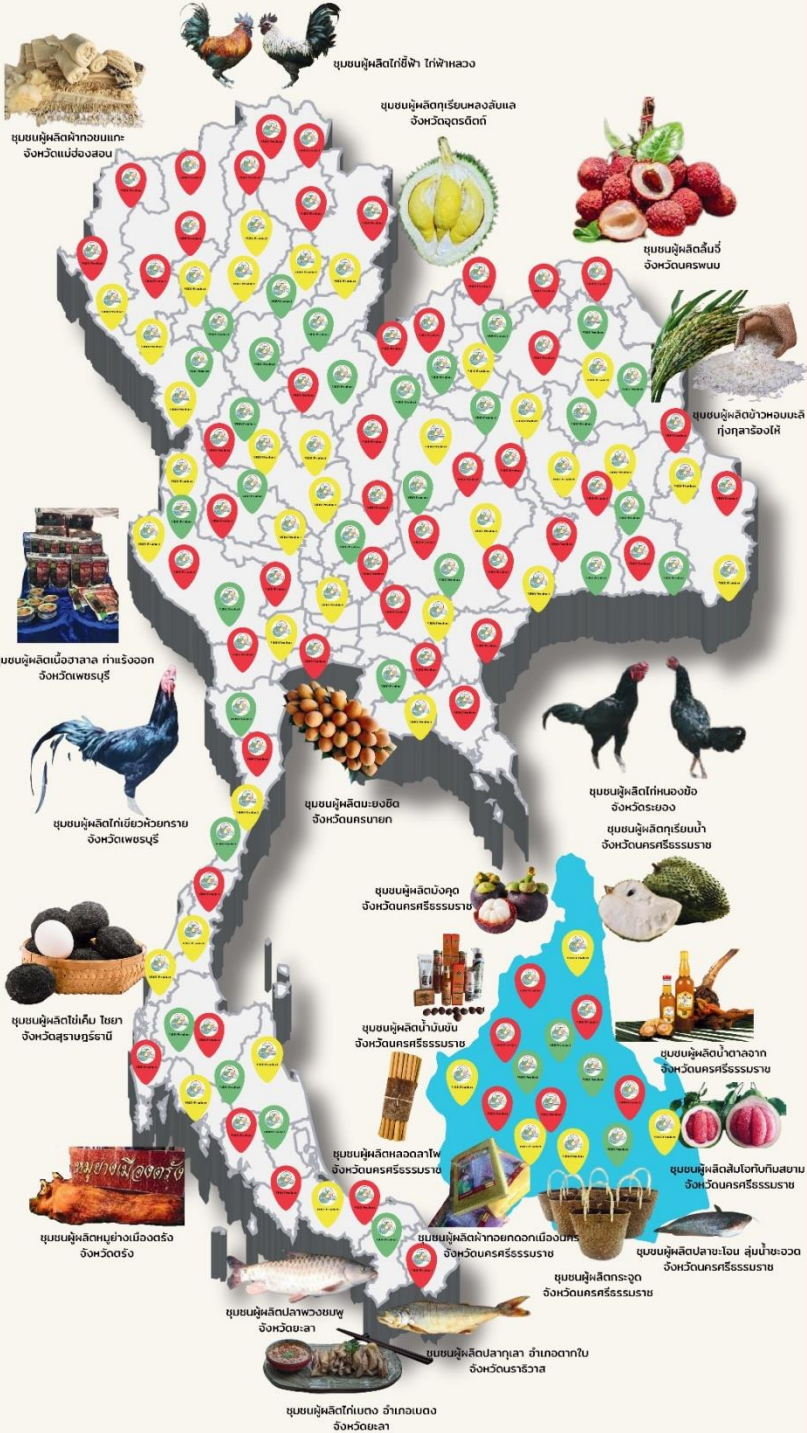 ชุมชนผู้ผลิตไก่ชี้ฟ้า ไก่ฟ้าหลวง
ชุมชนผู้ผลิตผ้าทอขนแกะ
จังหวัดแม่ฮ่องสอน
ชุมชนผู้ผลิตทุเรียนหลงลับแล
จังหวัดอุตรดิตถ์
ชุมชนผู้ผลิตลิ้นจี่
จังหวัดนครพนม
ชุมชนผู้ผลิตข้าวหอมมะลิ
ทุ่งกุลาร้องไห้
ชุมชนผู้ผลิตเนื้อฮาลาล ท่าแร้งออก
จังหวัดเพชรบุรี
ชุมชนผู้ผลิตไก่เขียวห้วยทราย
จังหวัดเพชรบุรี
ชุมชนผู้ผลิตมะยงชิด
จังหวัดนครนายก
ชุมชนผู้ผลิตไก่หนองข้อ
จังหวัดระยอง
ชุมชนผู้ผลิตทุเรียนน้ำ
จังหวัดนครศรีธรรมราช
ชุมชนผู้ผลิตมังคุด
จังหวัดนครศรีธรรมราช
ชุมชนผู้ผลิตไข่เค็ม ไชยา
จังหวัดสุราษฎร์ธานี
ชุมชนผู้ผลิตน้ำมันชัน
จังหวัดนครศรีธรรมราช
ชุมชนผู้ผลิตน้ำตาลจาก
จังหวัดนครศรีธรรมราช
ชุมชนผู้ผลิตหลอดลาโพ
จังหวัดนครศรีธรรมราช
ชุมชนผู้ผลิตส้มโอทับทิมสยาม
จังหวัดนครศรีธรรมราช
หมูย่างเมืองตรัง
ชุมชนผู้ผลิตหมูย่างเมืองตรัง
จังหวัดตรัง
ชุมชนผู้ผลิตผ้าทอยกดอกเมืองนคร
จังหวัดนครศรีธรรมราช
ชุมชนผู้ผลิตปลาชะโอน ลุ่มน้ำชะอวด
จังหวัดนครศรีธรรมราช
ชุมชนผู้ผลิตกระจูด
จังหวัดนครศรีธรรมราช
ชุมชนผู้ผลิตปลาพวงชมพู
จังหวัดยะลา
ชุมชนผู้ผลิตปลากุเลา อำเภอตากใบ
จังหวัดนราธิวาส
ชุมชนผู้ผลิตไก่เบตง อำเภอเบตง
จังหวัดยะลา